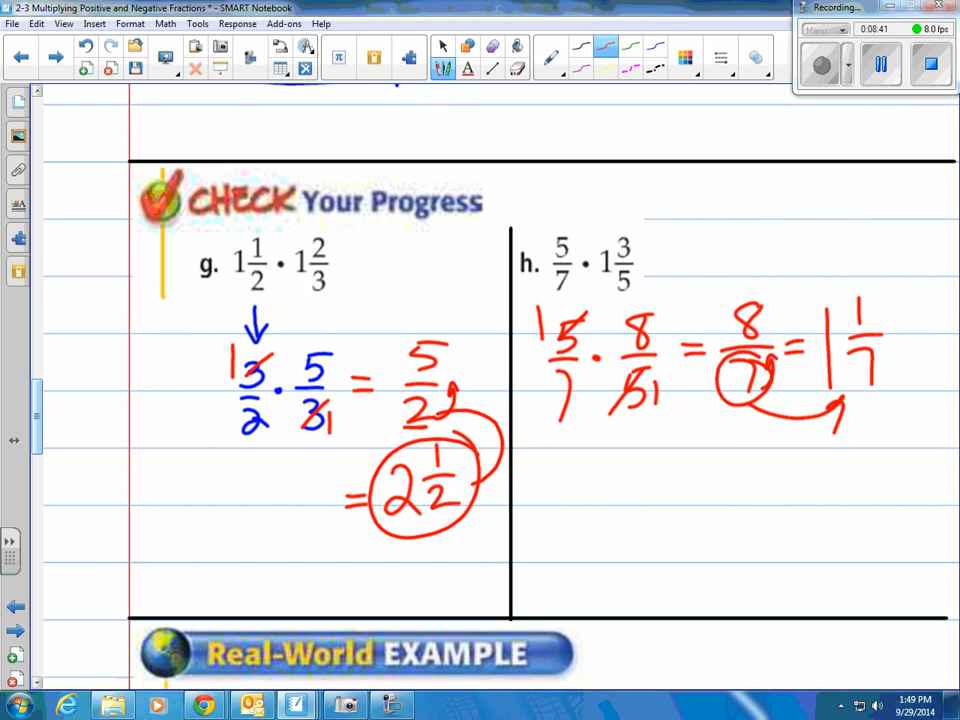 2-3 Multiplying Positive and Negative Fractions * - SMART Notebook
File Edit View Insert Format Math Tools Response Add-ons Help
Recording...
Menu
0:08:41
8.0 fps
CHECK Your Progress
g. 1 1/2 • 1 2/3
3/2 · 5/3 = 5/2
1 1
= 2 1/2
h. 5/7 • 1 3/5
5/7 · 8/5 = 8/7 = 1 1/7
1 1
Real-World EXAMPLE
1:49 PM
9/29/2014